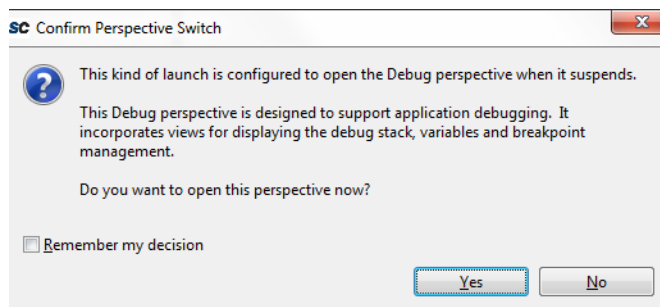 SC Confirm Perspective Switch
This kind of launch is configured to open the Debug perspective when it suspends.
This Debug perspective is designed to support application debugging. It
incorporates views for displaying the debug stack, variables and breakpoint
management.
Do you want to open this perspective now?
Remember my decision
Yes No